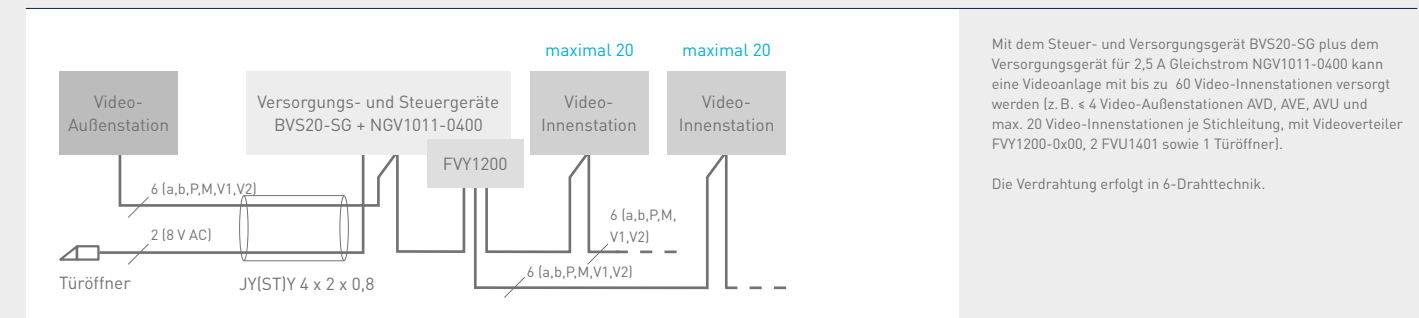 maximal 20
maximal 20
Video-
Außenstation
Versorgungs- und Steuergeräte
BVS20-SG + NGV1011-0400
Video-
Innenstation
Video-
Innenstation
FVY1200
6 (a,b,P,M,V1,V2)
2 (8 V AC)
6 (a,b,P,M,
V1,V2)
6 (a,b,P,M,V1,V2)
Türöffner
JY(ST)Y 4 x 2 x 0,8
Mit dem Steuer- und Versorgungsgerät BVS20-SG plus dem
Versorgungsgerät für 2,5 A Gleichstrom NGV1011-0400 kann
eine Videoanlage mit bis zu 60 Video-Innenstationen versorgt
werden (z. B. ≤ 4 Video-Außenstationen AVD, AVE, AVU und
max. 20 Video-Innenstationen je Stichleitung, mit Videoverteiler
FVY1200-0x00, 2 FVU1401 sowie 1 Türöffner).
Die Verdrahtung erfolgt in 6-Drahttechnik.